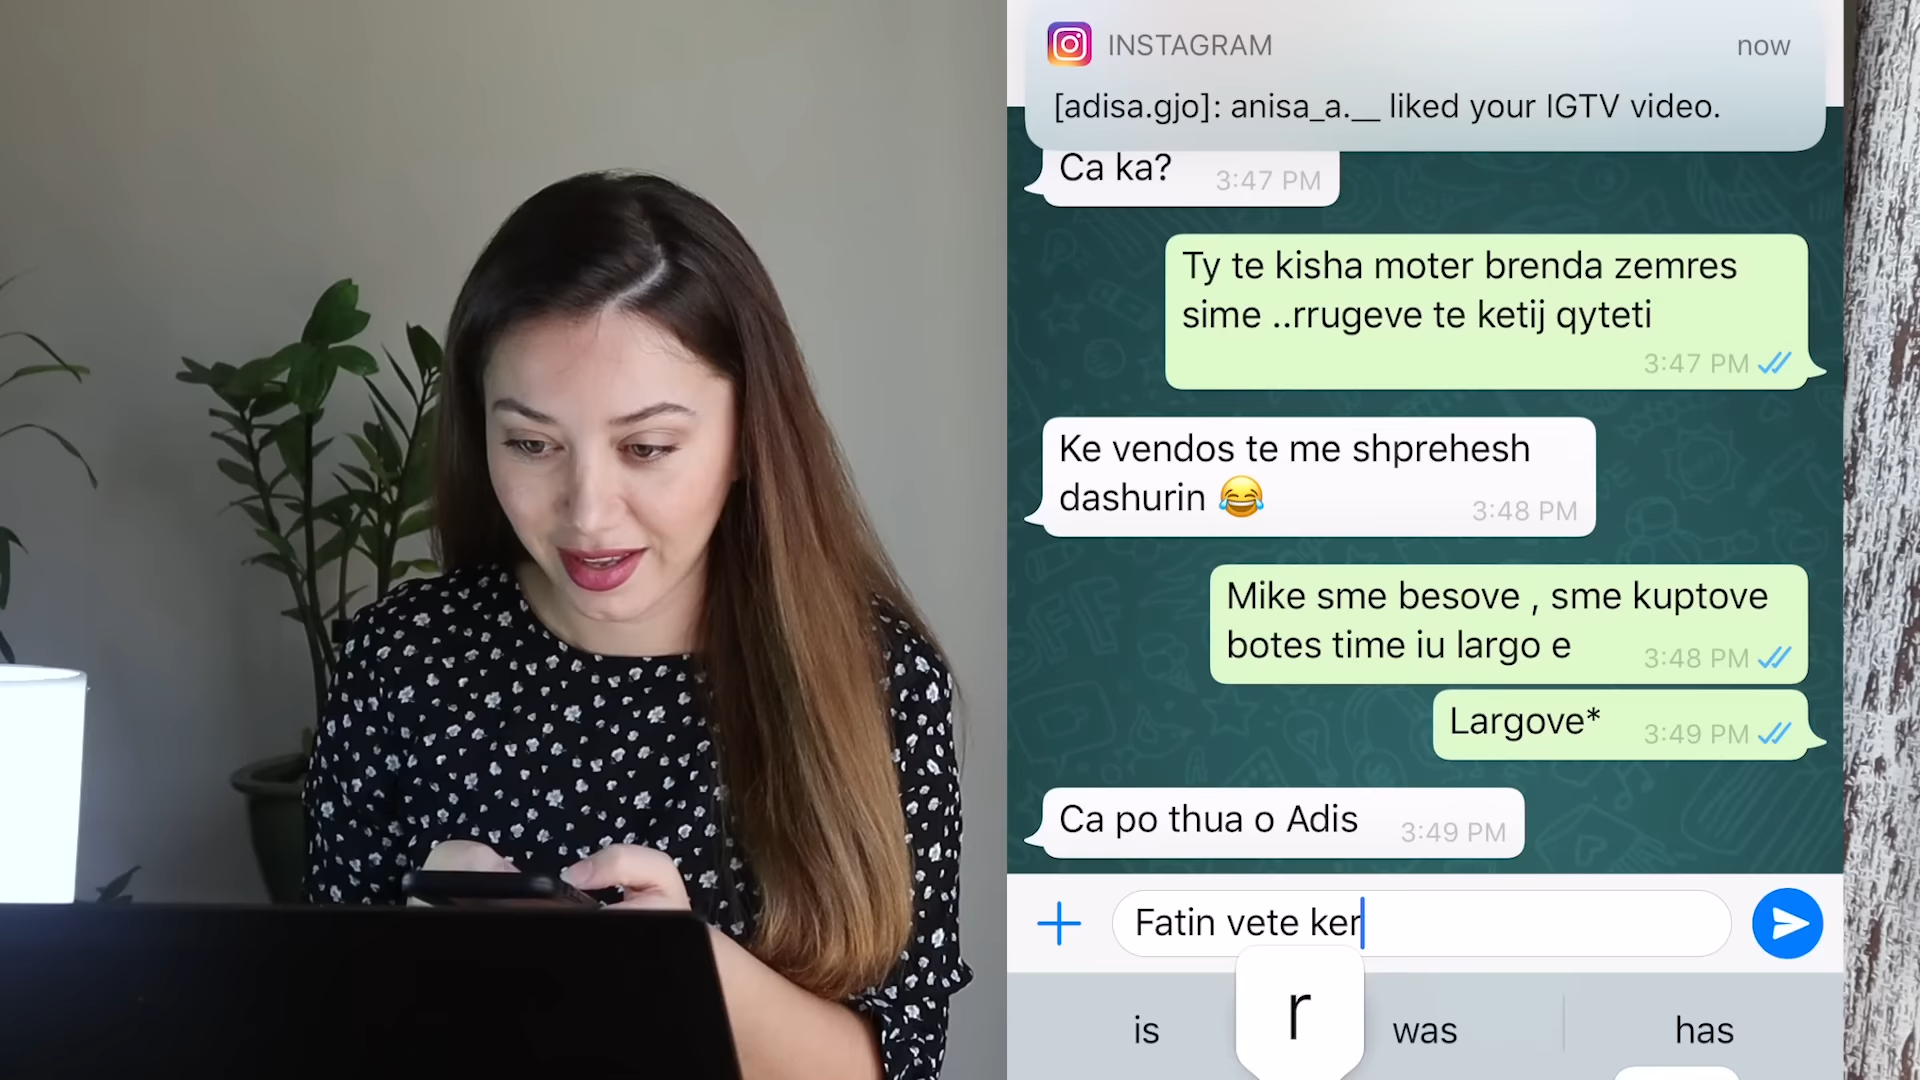 INSTAGRAM
now
[adisa.gjo]: anisa_a.__ liked your IGTV video.
Ca ka?
3:47 PM
Ty te kisha moter brenda zemres
sime ..rrugeve te ketij qyteti
3:47 PM
Ke vendos te me shprehesh
dashurin 😂
3:48 PM
Mike sme besove , sme kuptove
botes time iu largo e
3:48 PM
Largove*
3:49 PM
Ca po thua o Adis
3:49 PM
Fatin vete ker
is
r
was
has